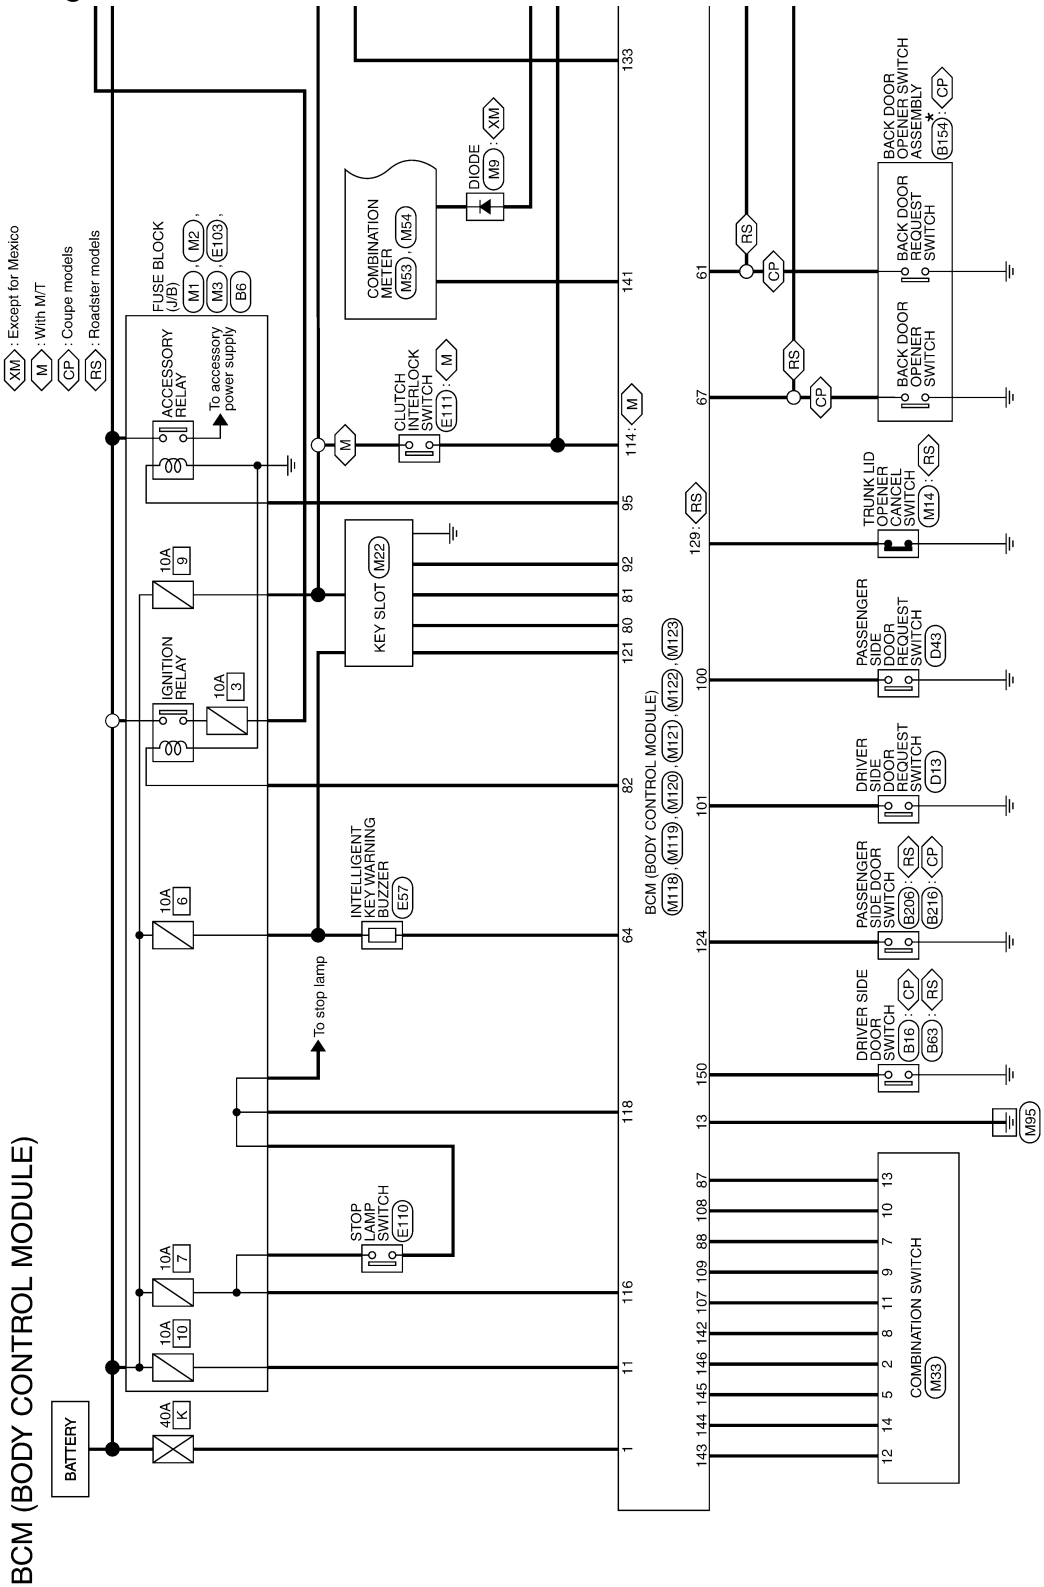 BCM (BODY CONTROL MODULE)
XM : Except for Mexico
M : With M/T
CP : Coupe models
RS : Roadster models
BATTERY
40A
K
10A
10
10A
7
10A
6
IGNITION
RELAY
10A
3
10A
9
ACCESSORY
RELAY
To accessory
power supply
FUSE BLOCK
(J/B)
M1 , M2 ,
M3 , E103 ,
B6
STOP
LAMP
SWITCH
E110
To stop lamp
INTELLIGENT
KEY WARNING
BUZZER
E57
KEY SLOT M22
M
CLUTCH
INTERLOCK
SWITCH
E111 : M
COMBINATION
METER
M53 , M54
DIODE
M9 : XM
1
11
116
118
64
82
121
80
81
92
95
114: M
141
133
BCM (BODY CONTROL MODULE)
M118 , M119 , M120 , M121 , M122 , M123
143
144
145
146
142
107
109
88
108
87
13
150
124
101
100
129: RS
67
61
12
14
5
2
8
11
9
7
10
13
COMBINATION SWITCH
M33
M95
DRIVER SIDE
DOOR
SWITCH
B16 : CP
B63 : RS
PASSENGER
SIDE DOOR
SWITCH
B206 : RS
B216 : CP
DRIVER
SIDE
DOOR
REQUEST
SWITCH
D13
PASSENGER
SIDE
DOOR
REQUEST
SWITCH
D43
TRUNK LID
OPENER
CANCEL
SWITCH
M14 : RS
RS
CP
RS
CP
BACK DOOR
OPENER
SWITCH
BACK DOOR
REQUEST
SWITCH
BACK DOOR
OPENER SWITCH
ASSEMBLY
B154 * : CP